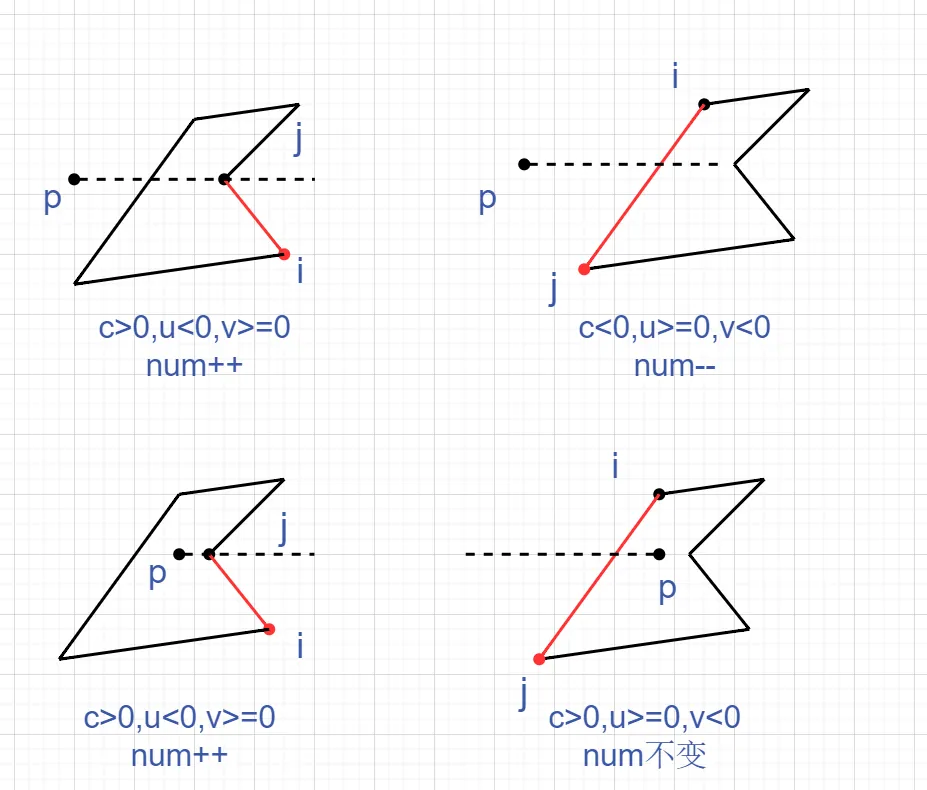 i
j
p
p
i
j
c>0,u<0,v>=0
c<0,u>=0,v<0
num++
num--
i
j
p
p
i
j
c>0,u<0,v>=0
c>0,u>=0,v<0
num++
num不变